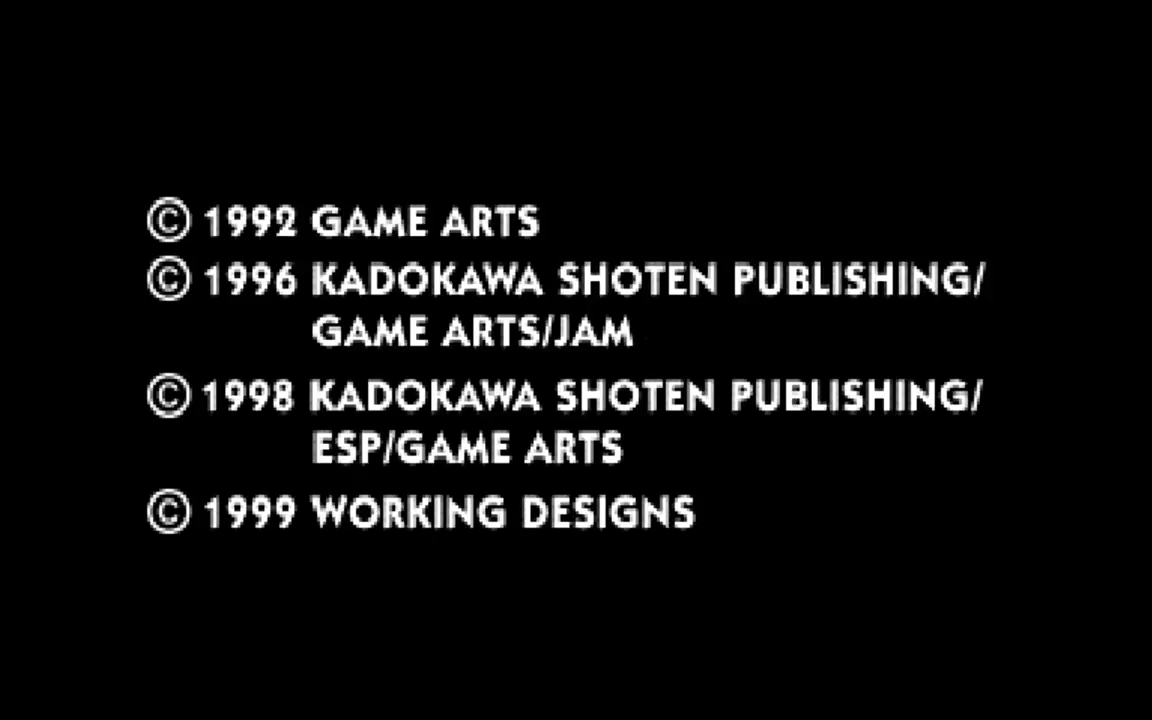 © 1992 GAME ARTS
© 1996 KADOKAWA SHOTEN PUBLISHING/
GAME ARTS/JAM
© 1998 KADOKAWA SHOTEN PUBLISHING/
ESP/GAME ARTS
© 1999 WORKING DESIGNS